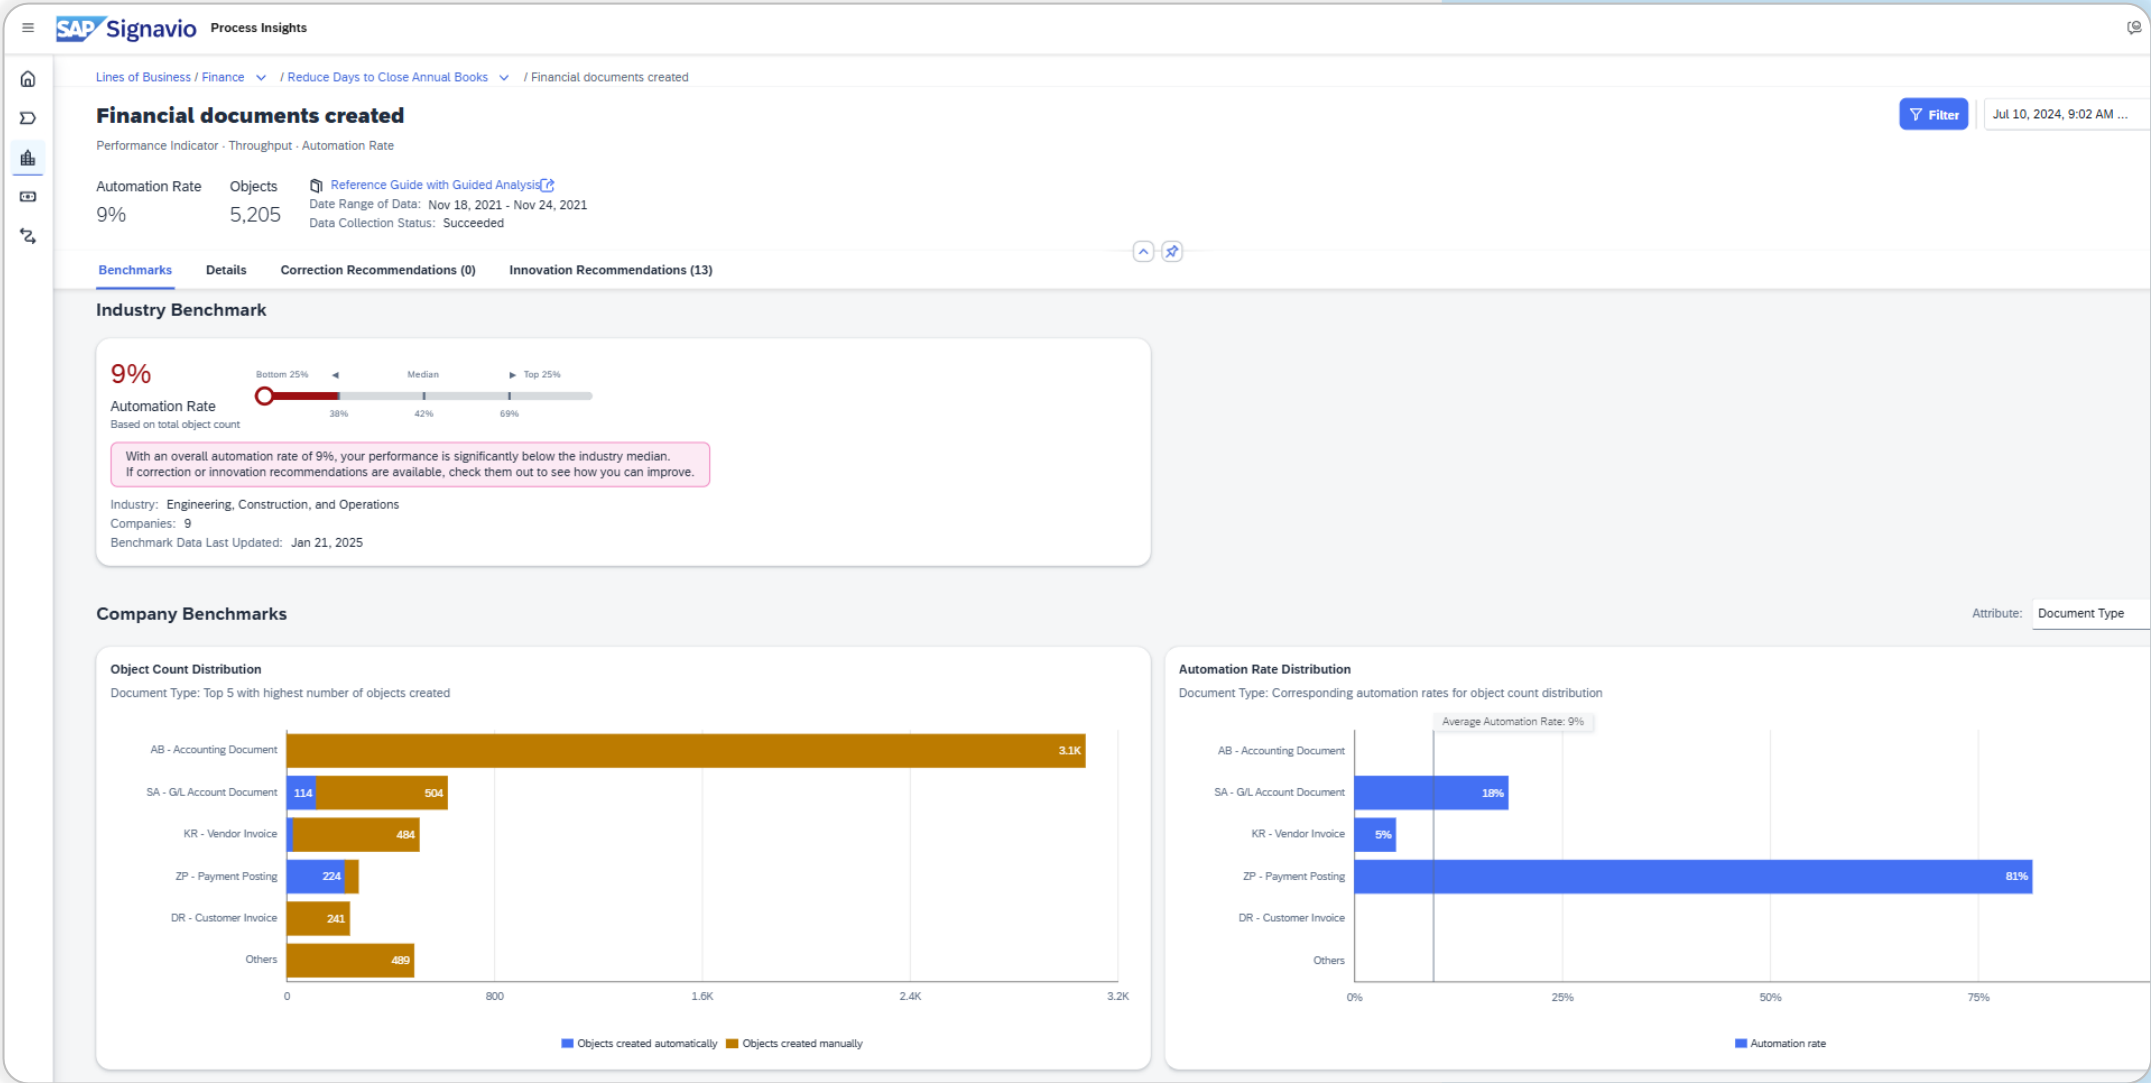 SAP Signavio Process Insights
Lines of Business / Finance / Reduce Days to Close Annual Books / Financial documents created
Financial documents created
Filter
Jul 10, 2024, 9:02 AM ...
Performance Indicator · Throughput · Automation Rate
Automation Rate
9%
Objects
5,205
Reference Guide with Guided Analysis
Date Range of Data: Nov 18, 2021 - Nov 24, 2021
Data Collection Status: Succeeded
Benchmarks Details Correction Recommendations (0) Innovation Recommendations (13)
Industry Benchmark
9%
Automation Rate
Based on total object count
Bottom 25% ◀ Median ▶ Top 25%
38% 42% 69%
With an overall automation rate of 9%, your performance is significantly below the industry median.
If correction or innovation recommendations are available, check them out to see how you can improve.
Industry: Engineering, Construction, and Operations
Companies: 9
Benchmark Data Last Updated: Jan 21, 2025
Company Benchmarks
Attribute: Document Type
Object Count Distribution
Document Type: Top 5 with highest number of objects created
AB - Accounting Document 3.1K
SA - G/L Account Document 114 504
KR - Vendor Invoice 484
ZP - Payment Posting 224
DR - Customer Invoice 241
Others 489
0 800 1.6K 2.4K 3.2K
Objects created automatically Objects created manually
Automation Rate Distribution
Document Type: Corresponding automation rates for object count distribution
Average Automation Rate: 9%
AB - Accounting Document
SA - G/L Account Document 18%
KR - Vendor Invoice 5%
ZP - Payment Posting 81%
DR - Customer Invoice
Others
0% 25% 50% 75%
Automation rate